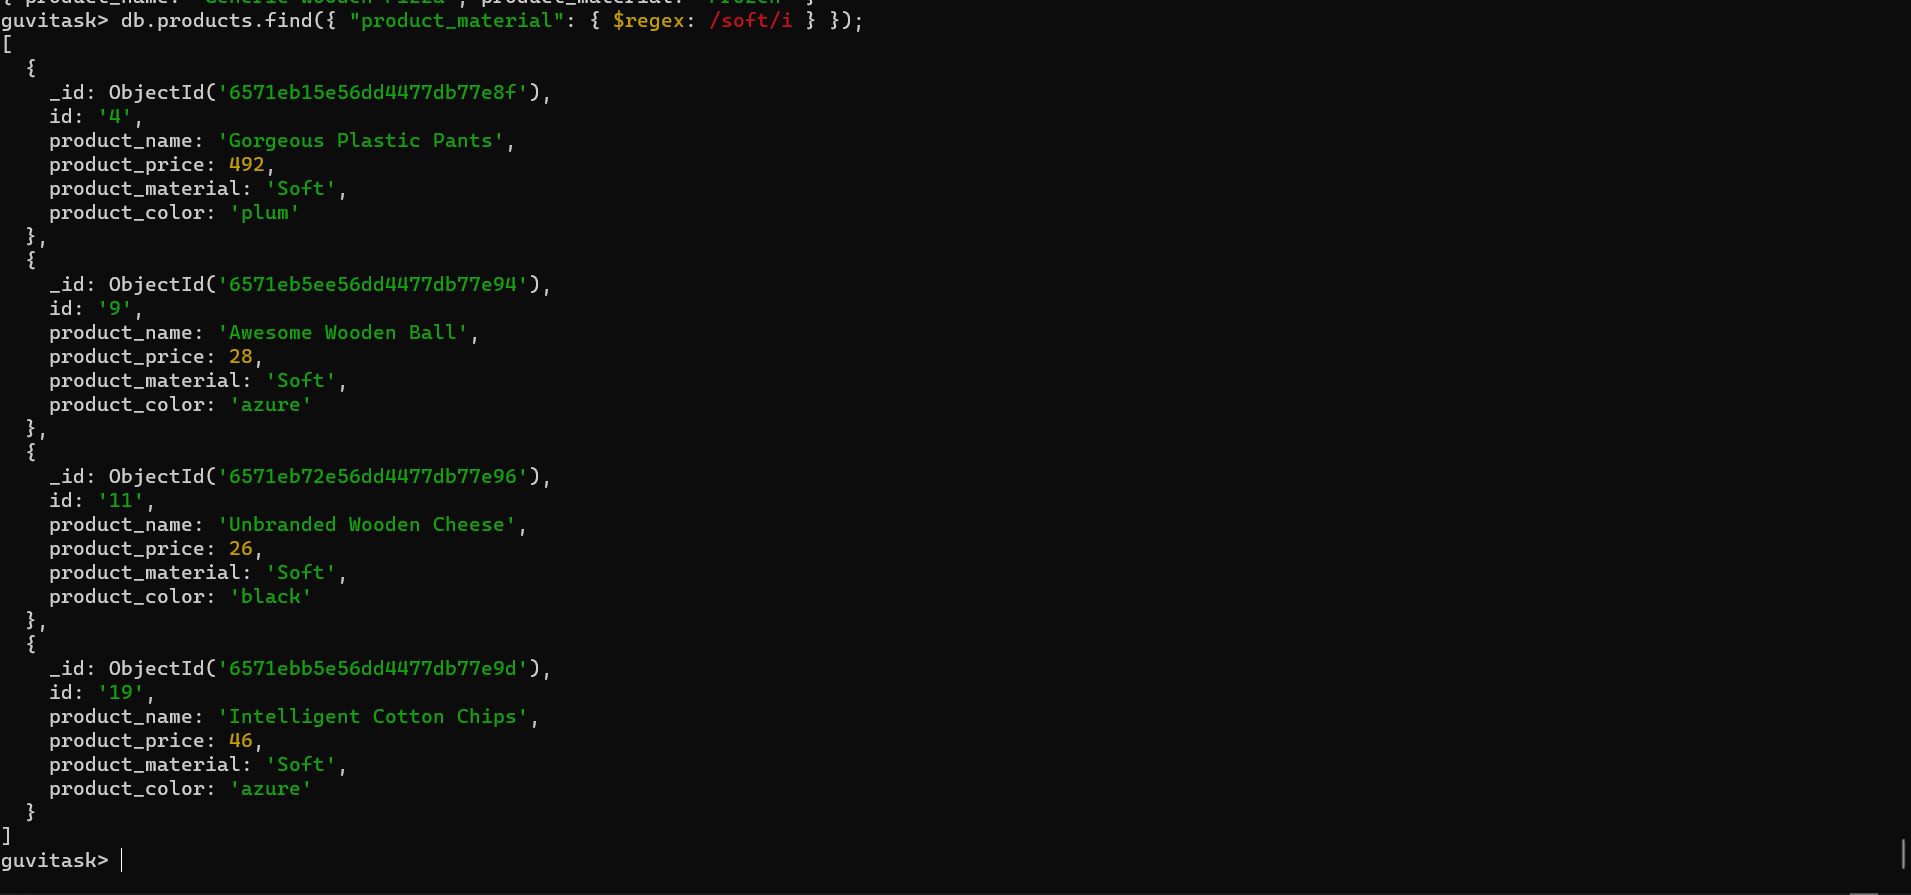 guvitask> db.products.find({ "product_material": { $regex: /soft/i } });
[
  {
    _id: ObjectId('6571eb15e56dd4477db77e8f'),
    id: '4',
    product_name: 'Gorgeous Plastic Pants',
    product_price: 492,
    product_material: 'Soft',
    product_color: 'plum'
  },
  {
    _id: ObjectId('6571eb5ee56dd4477db77e94'),
    id: '9',
    product_name: 'Awesome Wooden Ball',
    product_price: 28,
    product_material: 'Soft',
    product_color: 'azure'
  },
  {
    _id: ObjectId('6571eb72e56dd4477db77e96'),
    id: '11',
    product_name: 'Unbranded Wooden Cheese',
    product_price: 26,
    product_material: 'Soft',
    product_color: 'black'
  },
  {
    _id: ObjectId('6571ebb5e56dd4477db77e9d'),
    id: '19',
    product_name: 'Intelligent Cotton Chips',
    product_price: 46,
    product_material: 'Soft',
    product_color: 'azure'
  }
]
guvitask>